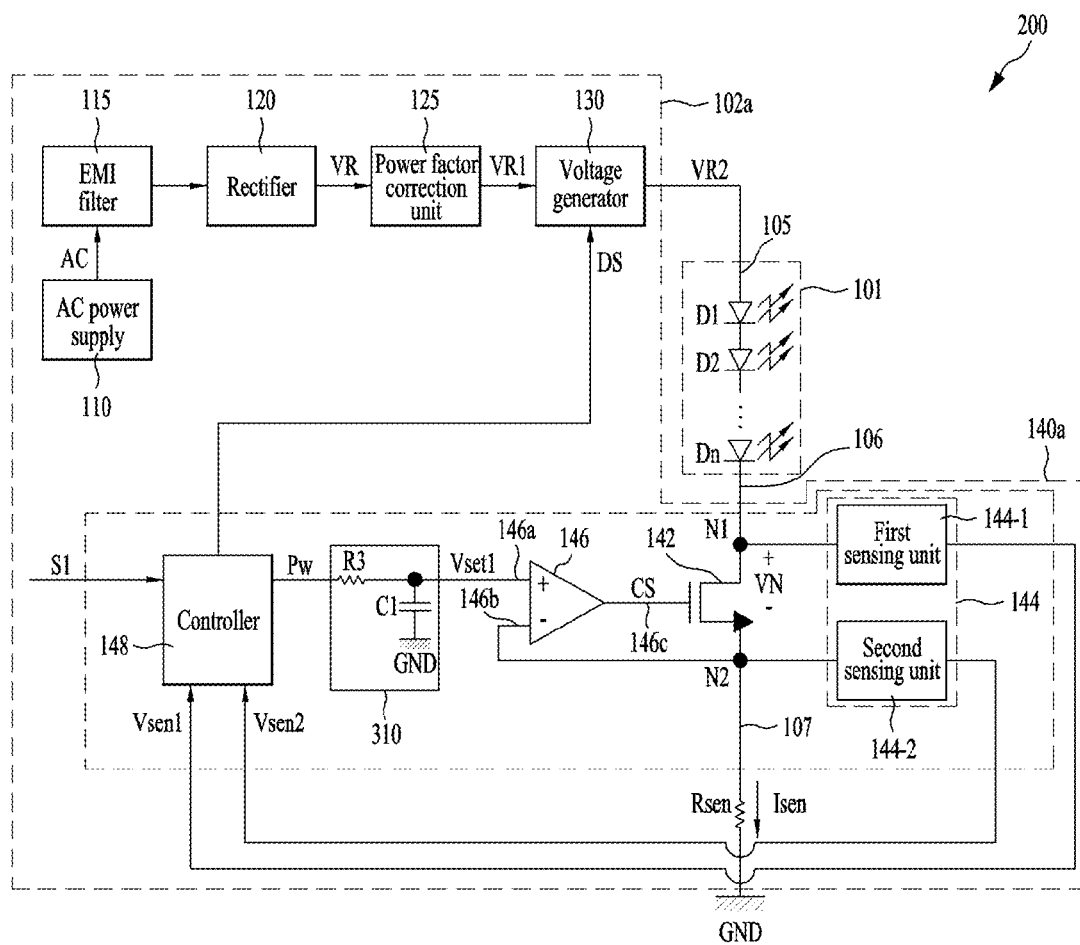 200
115
120
125
130
102a
EMI
filter
Rectifier
VR
Power factor
correction
unit
VR1
Voltage
generator
VR2
AC
DS
105
101
AC power
supply
110
D1
D2
Dn
106
140a
S1
Controller
148
Pw
R3
C1
GND
310
Vset1
146a
146
146b
CS
146c
142
N1
+
VN
-
+
-
N2
First
sensing unit
144-1
144
Second
sensing unit
144-2
107
Vsen1
Vsen2
Rsen
Isen
GND